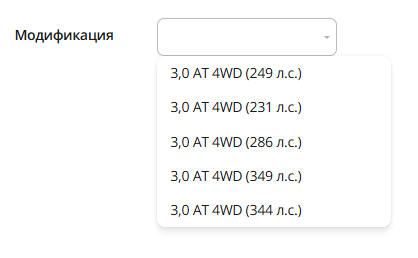 Модификация
3,0 AT 4WD (249 л.с.)
3,0 AT 4WD (231 л.с.)
3,0 AT 4WD (286 л.с.)
3,0 AT 4WD (349 л.с.)
3,0 AT 4WD (344 л.с.)